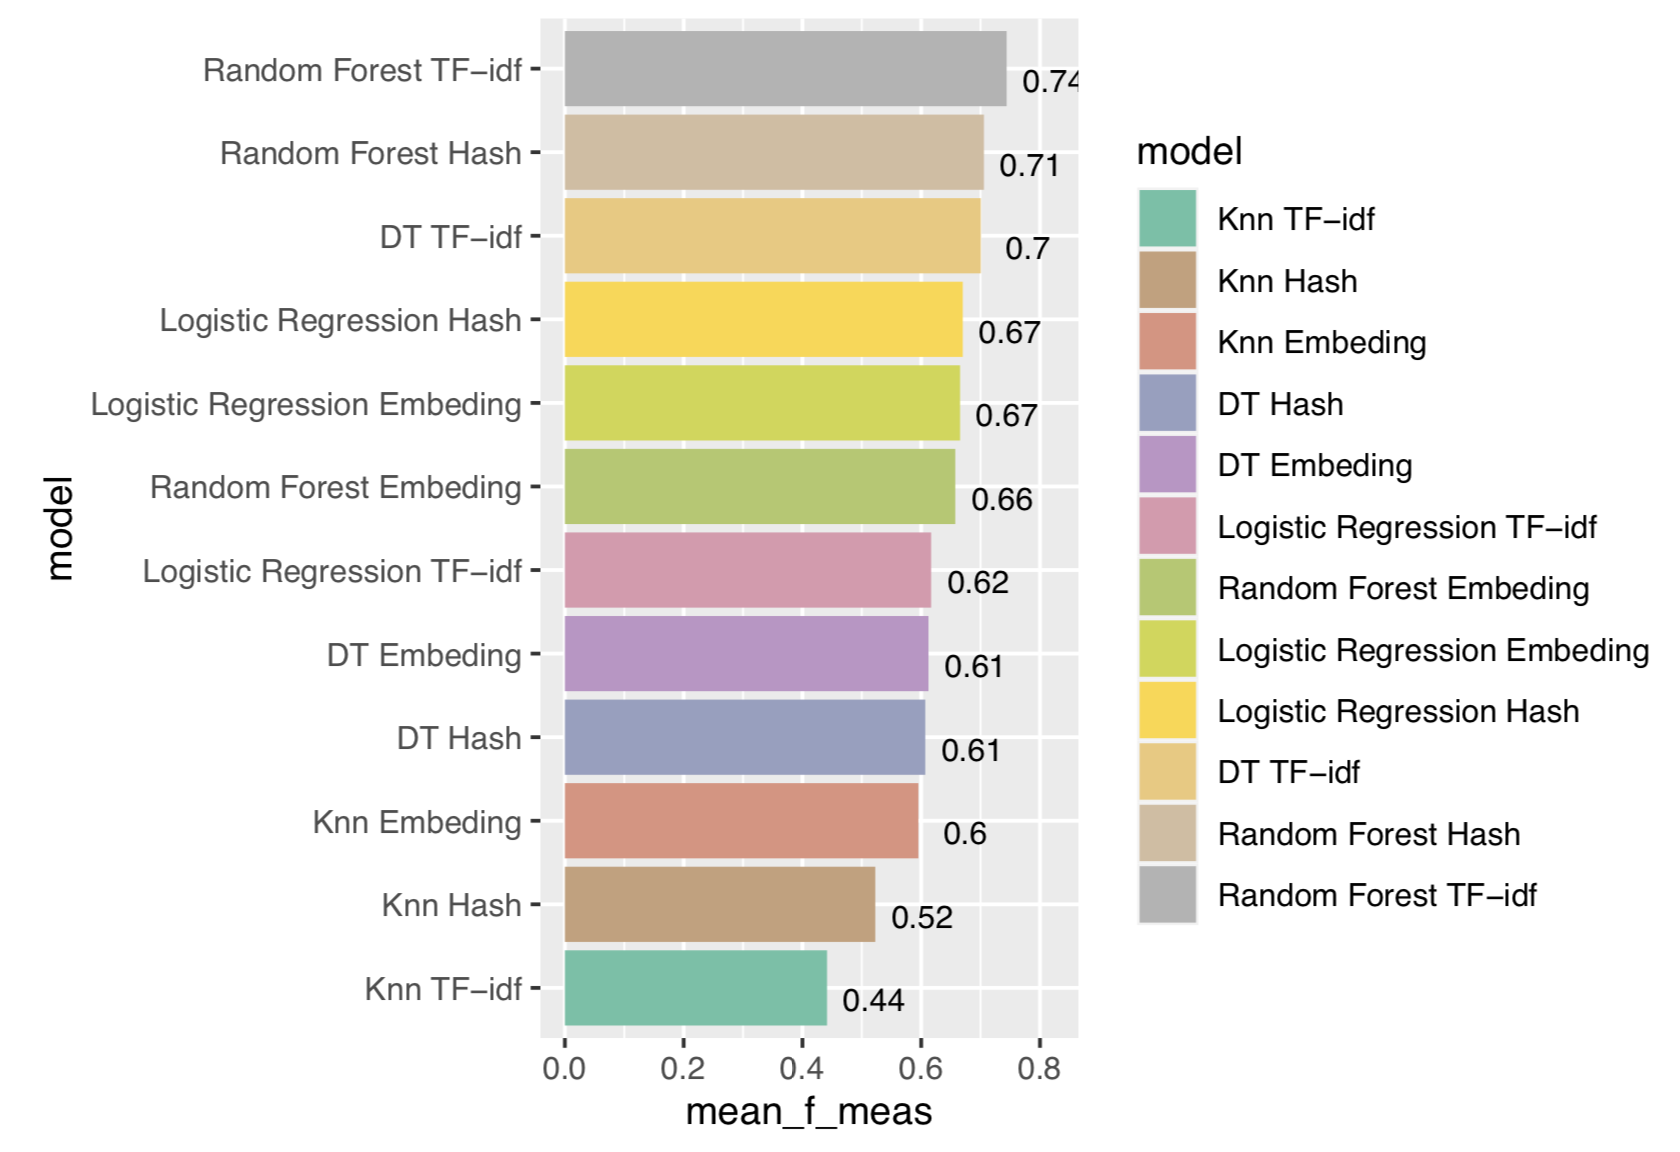 Random Forest TF−idf
0.74
Random Forest Hash
0.71
DT TF−idf
0.7
Logistic Regression Hash
0.67
Logistic Regression Embeding
0.67
Random Forest Embeding
0.66
Logistic Regression TF−idf
0.62
DT Embeding
0.61
DT Hash
0.61
Knn Embeding
0.6
Knn Hash
0.52
Knn TF−idf
0.44
model
0.0 0.2 0.4 0.6 0.8
mean_f_meas
model
Knn TF−idf
Knn Hash
Knn Embeding
DT Hash
DT Embeding
Logistic Regression TF−idf
Random Forest Embeding
Logistic Regression Embeding
Logistic Regression Hash
DT TF−idf
Random Forest Hash
Random Forest TF−idf